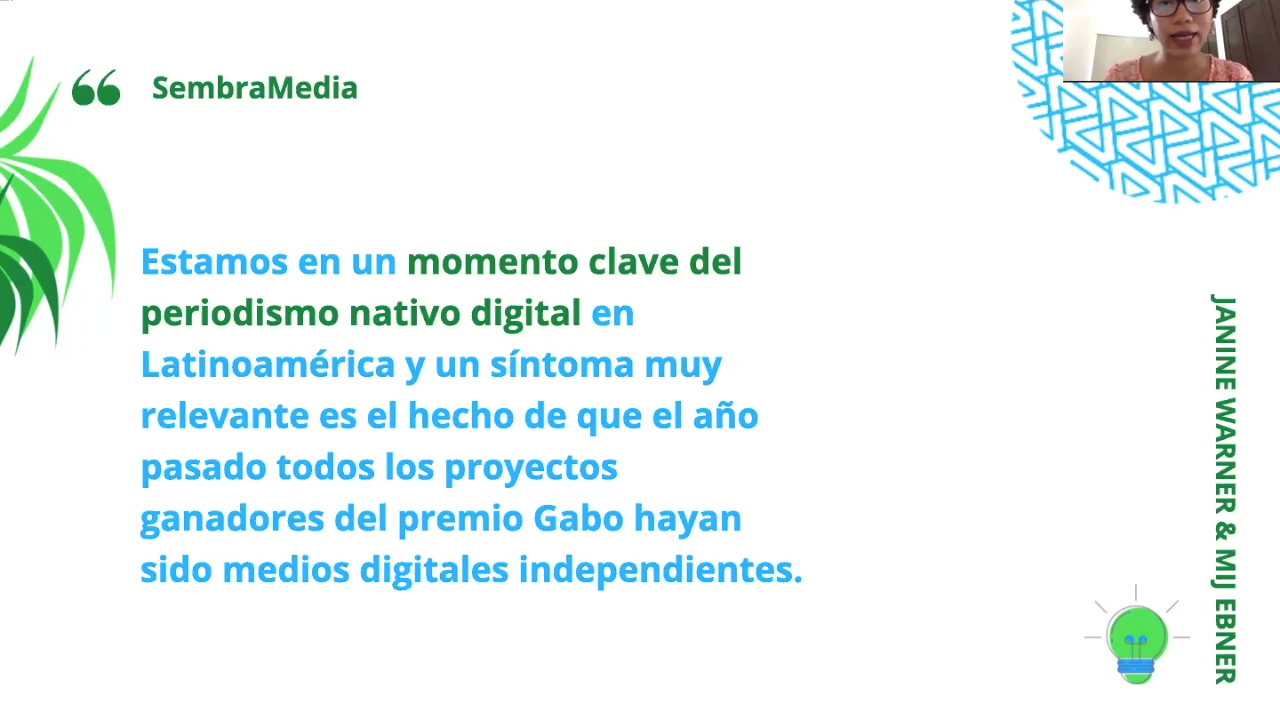 SembraMedia
Estamos en un momento clave del
periodismo nativo digital en
Latinoamérica y un síntoma muy
relevante es el hecho de que el año
pasado todos los proyectos
ganadores del premio Gabo hayan
sido medios digitales independientes.
JANINE WARNER & MIJ EBNER